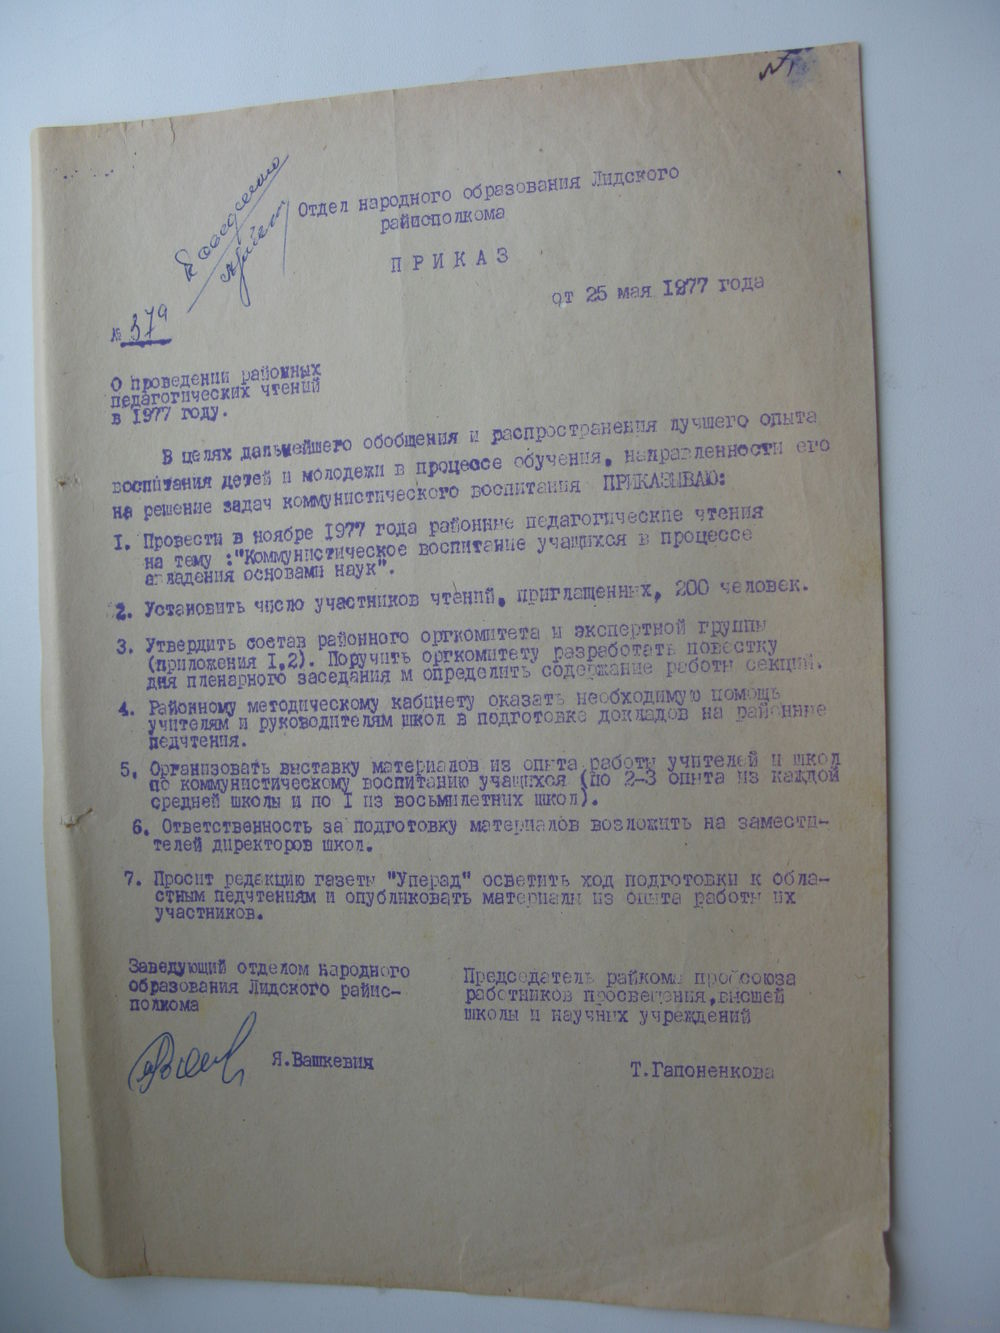 Отдел народного образования Лидского
райисполкома
ПРИКАЗ
от 25 мая 1977 года
№ 379
О проведении районных
педагогических чтений
в 1977 году.
В целях дальнейшего обобщения и распространения лучшего опыта
воспитания детей и молодежи в процессе обучения, направленности его
на решение задач коммунистического воспитания ПРИКАЗЫВАЮ:
1. Провести в ноябре 1977 года районные педагогические чтения
на тему :"Коммунистическое воспитание учащихся в процессе
овладения основами наук".
2. Установить число участников чтений, приглашенных, 200 человек.
3. Утвердить состав районного оргкомитета и экспертной группы
(приложения I,2). Поручить оргкомитету разработать повестку
дня пленарного заседания м определить содержание работы секций.
4. Районному методическому кабинету оказать необходимую помощь
учителям и руководителям школ в подготовке докладов на районные
педчтения.
5. Организовать выставку материалов из опыта работы учителей и школ
по коммунистическому воспитанию учащихся (по 2-3 опыта из каждой
средней школы и по I из восьмилетних школ).
6. Ответственность за подготовку материалов возложить на замести-
телей директоров школ.
7. Просит редакцию газеты "Уперад" осветить ход подготовки к обла-
стным педчтениям и опубликовать материалы из опыта работы их
участников.
Заведующий отделом народного
образования Лидского райис-
полкома
Я.Вашкевия
Председатель райкома профсоюза
работников просвещения,высшей
школы и научных учреждений
Т.Гапоненкова